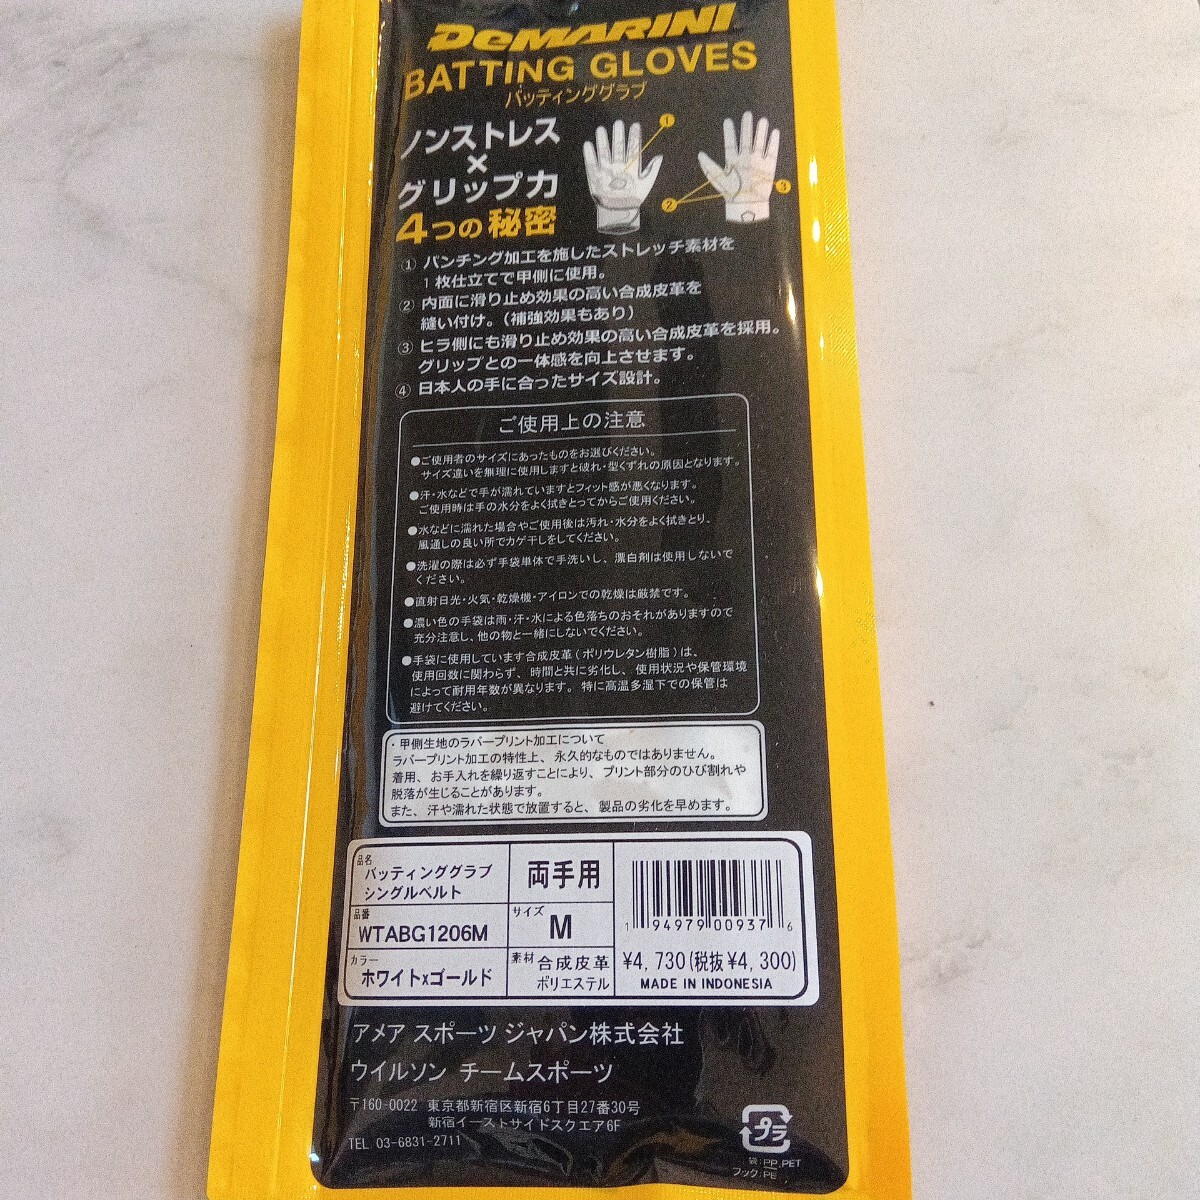 DeMARINI
BATTING GLOVES
バッティンググラブ
ノンストレス
×
グリップ力
4つの秘密
①
②
③
① パンチング加工を施したストレッチ素材を
1枚仕立てで甲側に使用。
② 内面に滑り止め効果の高い合成皮革を
縫い付け。(補強効果もあり)
③ ヒラ側にも滑り止め効果の高い合成皮革を採用。
グリップとの一体感を向上させます。
④ 日本人の手に合ったサイズ設計。
ご使用上の注意
●ご使用者のサイズにあったものをお選びください。
サイズ違いを無理に使用しますと破れ・型くずれの原因となります。
●汗・水などで手が濡れていますとフィット感が悪くなります。
ご使用時は手の水分をよく拭きとってからご使用ください。
●水などに濡れた場合やご使用後は汚れ・水分をよく拭きとり、
風通しの良い所でカゲ干しをしてください。
●洗濯の際は必ず手袋単体で手洗いし、漂白剤は使用しないで
ください。
●直射日光・火気・乾燥機・アイロンでの乾燥は厳禁です。
●濃い色の手袋は雨・汗・水による色落ちのおそれがありますので
充分注意し、他の物と一緒にしないでください。
●手袋に使用しています合成皮革(ポリウレタン樹脂)は、
使用回数に関わらず、時間と共に劣化し、使用状況や保管環境
によって耐用年数が異なります。特に高温多湿下での保管は
避けてください。
・甲側生地のラバープリント加工について
ラバープリント加工の特性上、永久的なものではありません。
着用、お手入れを繰り返すことにより、プリント部分のひび割れや
脱落が生じることがあります。
また、汗や濡れた状態で放置すると、製品の劣化を早めます。
品名
バッティンググラブ
シングルベルト
両手用
品番
WTABG1206M
サイズ
M
カラー
ホワイトxゴールド
素材 合成皮革
ポリエステル
1 94979 00937 6
¥4,730(税抜¥4,300)
MADE IN INDONESIA
アメア スポーツ ジャパン株式会社
ウイルソン チームスポーツ
〒160-0022 東京都新宿区新宿6丁目27番30号
新宿イーストサイドスクエア6F
TEL 03-6831-2711
プラ
袋:PP,PET
フック:PE